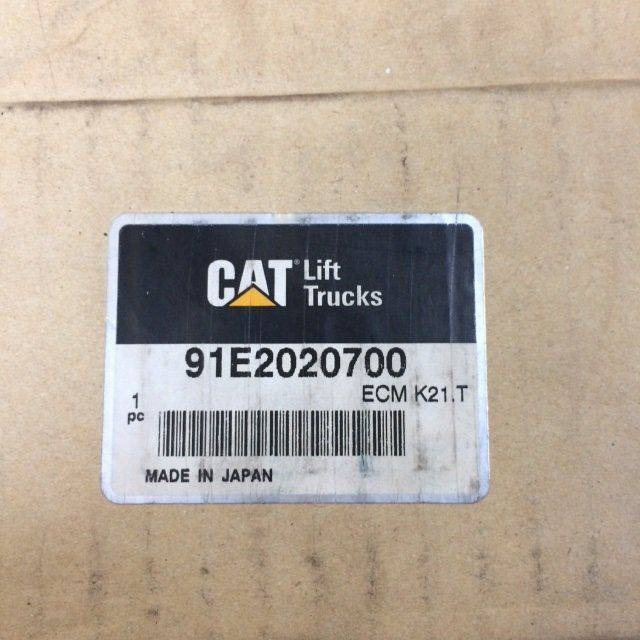 CAT® Lift
Trucks
91E2020700
ECM K21.T
1
pc
MADE IN JAPAN